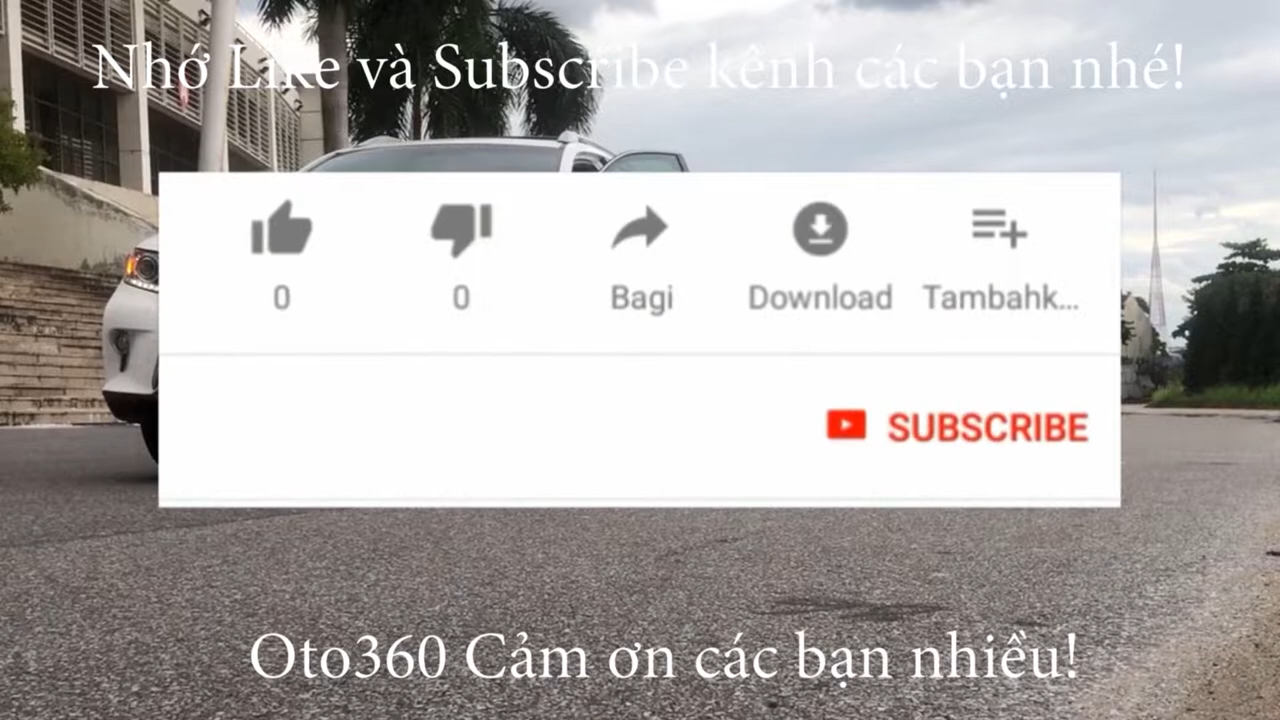 Nhớ Like và Subscribe kênh các bạn nhé!
0 0 Bagi Download Tambahk...
SUBSCRIBE
Oto360 Cảm ơn các bạn nhiều!